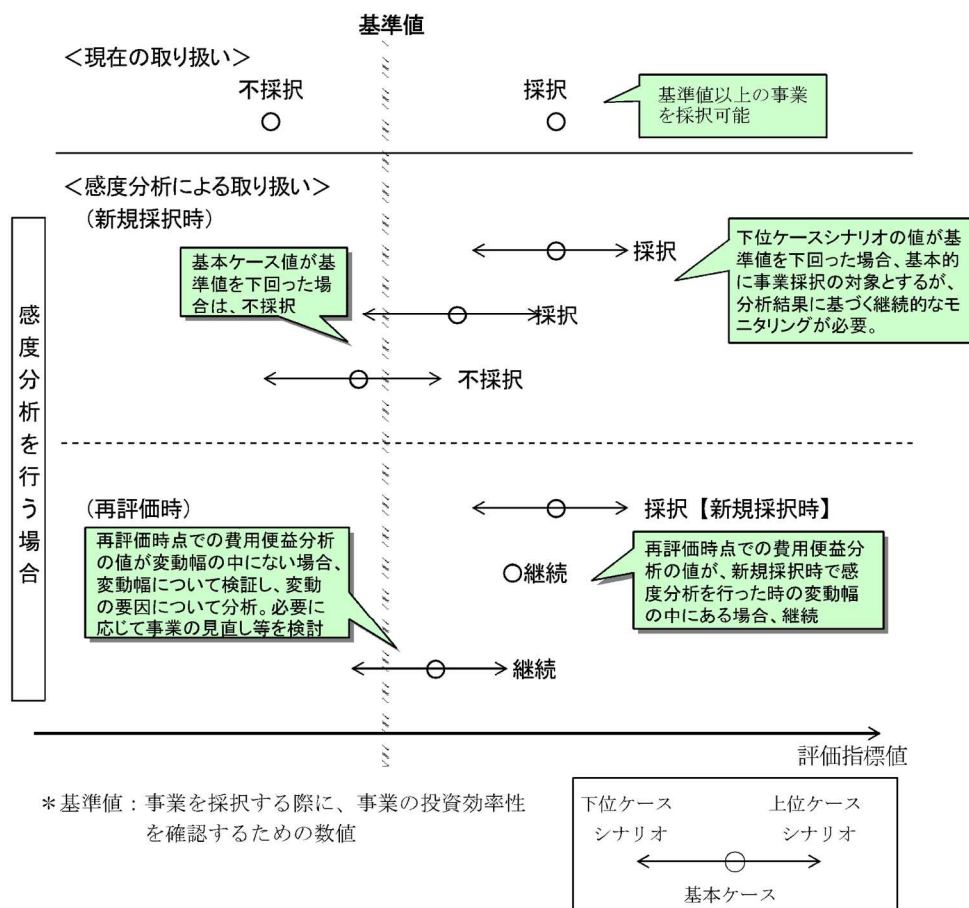 基準値
＜現在の取り扱い＞
不採択
採択
基準値以上の事業
を採択可能
＜感度分析による取り扱い＞
(新規採択時)
感度分析を行う場合
基本ケース値が基
準値を下回った場
合は、不採択
採択
下位ケースシナリオの値が
基準値を下回った場合、基本的
に事業採択の対象とするが、
分析結果に基づく継続的なモ
ニタリングが必要。
採択
不採択
(再評価時)
採択【新規採択時】
再評価時点での費用便益分析
の値が変動幅の中にない場合、
変動幅について検証し、変動
の要因について分析。必要に
応じて事業の見直し等を検討
継続
再評価時点での費用便益分
析の値が、新規採択時で感
度分析を行った時の変動幅
の中にある場合、継続
継続
評価指標値
＊基準値：事業を採択する際に、事業の投資効率性
を確認するための数値
下位ケース
シナリオ
上位ケース
シナリオ
基本ケース